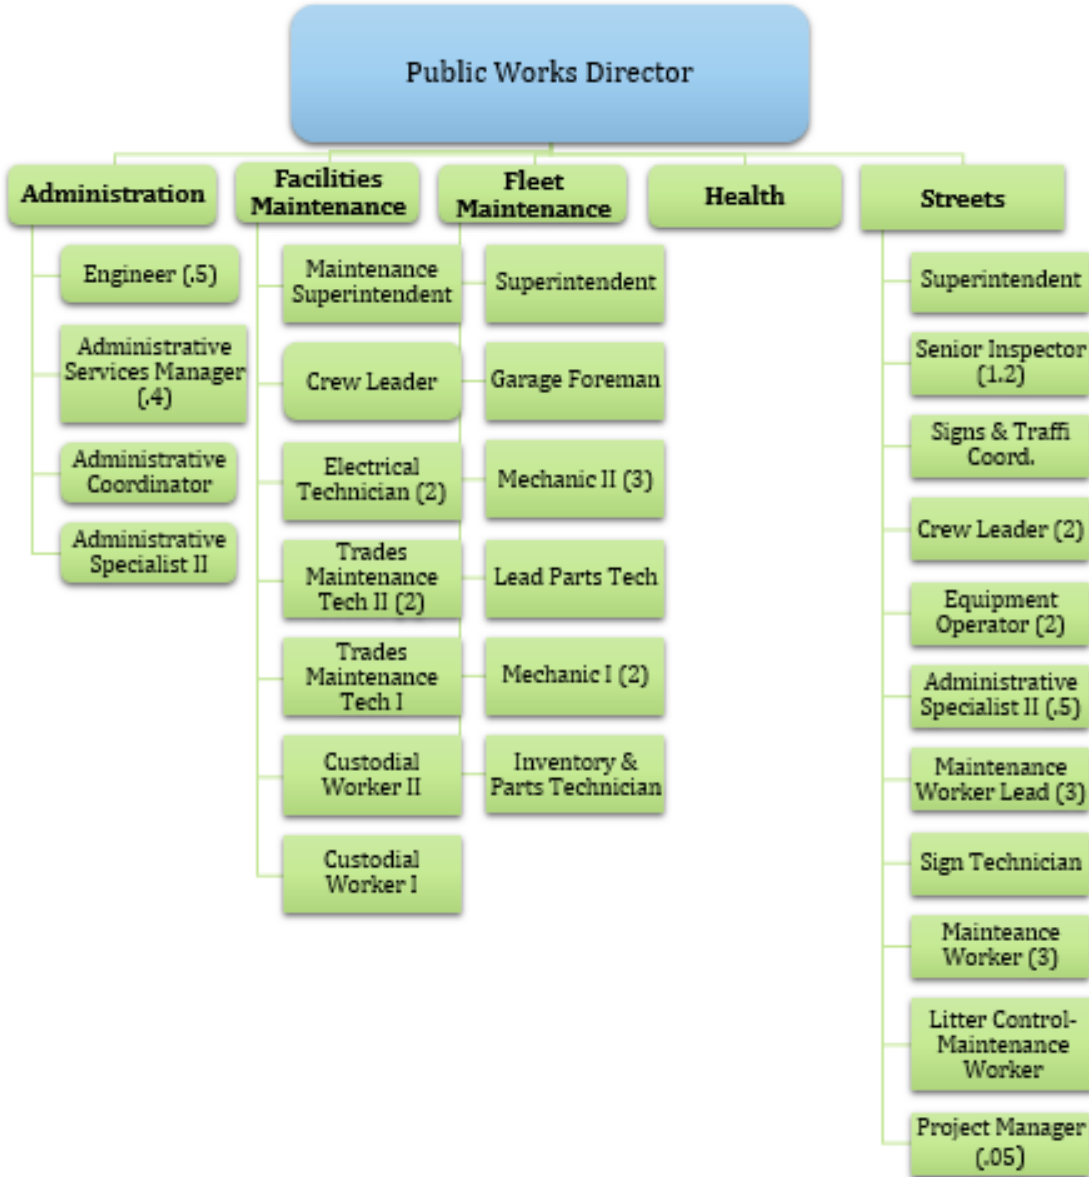 Public Works Director
Administration
Engineer (.5)
Administrative
Services Manager
(.4)
Administrative
Coordinator
Administrative
Specialist II
Facilities
Maintenance
Maintenance
Superintendent
Crew Leader
Electrical
Technician (2)
Trades
Maintenance
Tech II (2)
Trades
Maintenance
Tech I
Custodial
Worker II
Custodial
Worker I
Fleet
Maintenance
Superintendent
Garage Foreman
Mechanic II (3)
Lead Parts Tech
Mechanic I (2)
Inventory &
Parts Technician
Health
Streets
Superintendent
Senior Inspector
(1.2)
Signs & Traffi
Coord.
Crew Leader (2)
Equipment
Operator (2)
Administrative
Specialist II (.5)
Maintenance
Worker Lead (3)
Sign Technician
Mainteance
Worker (3)
Litter Control-
Maintenance
Worker
Project Manager
(.05)